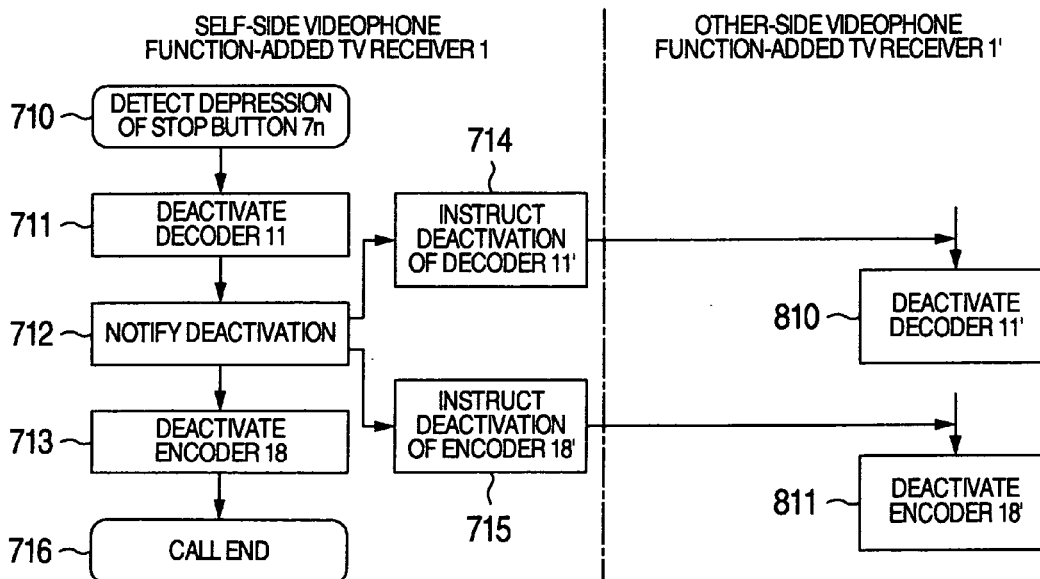 SELF-SIDE VIDEOPHONE
FUNCTION-ADDED TV RECEIVER 1
OTHER-SIDE VIDEOPHONE
FUNCTION-ADDED TV RECEIVER 1'
710
DETECT DEPRESSION
OF STOP BUTTON 7n
711
DEACTIVATE
DECODER 11
714
INSTRUCT
DEACTIVATION
OF DECODER 11'
712
NOTIFY DEACTIVATION
810
DEACTIVATE
DECODER 11'
713
DEACTIVATE
ENCODER 18
INSTRUCT
DEACTIVATION
OF ENCODER 18'
715
811
DEACTIVATE
ENCODER 18'
716
CALL END